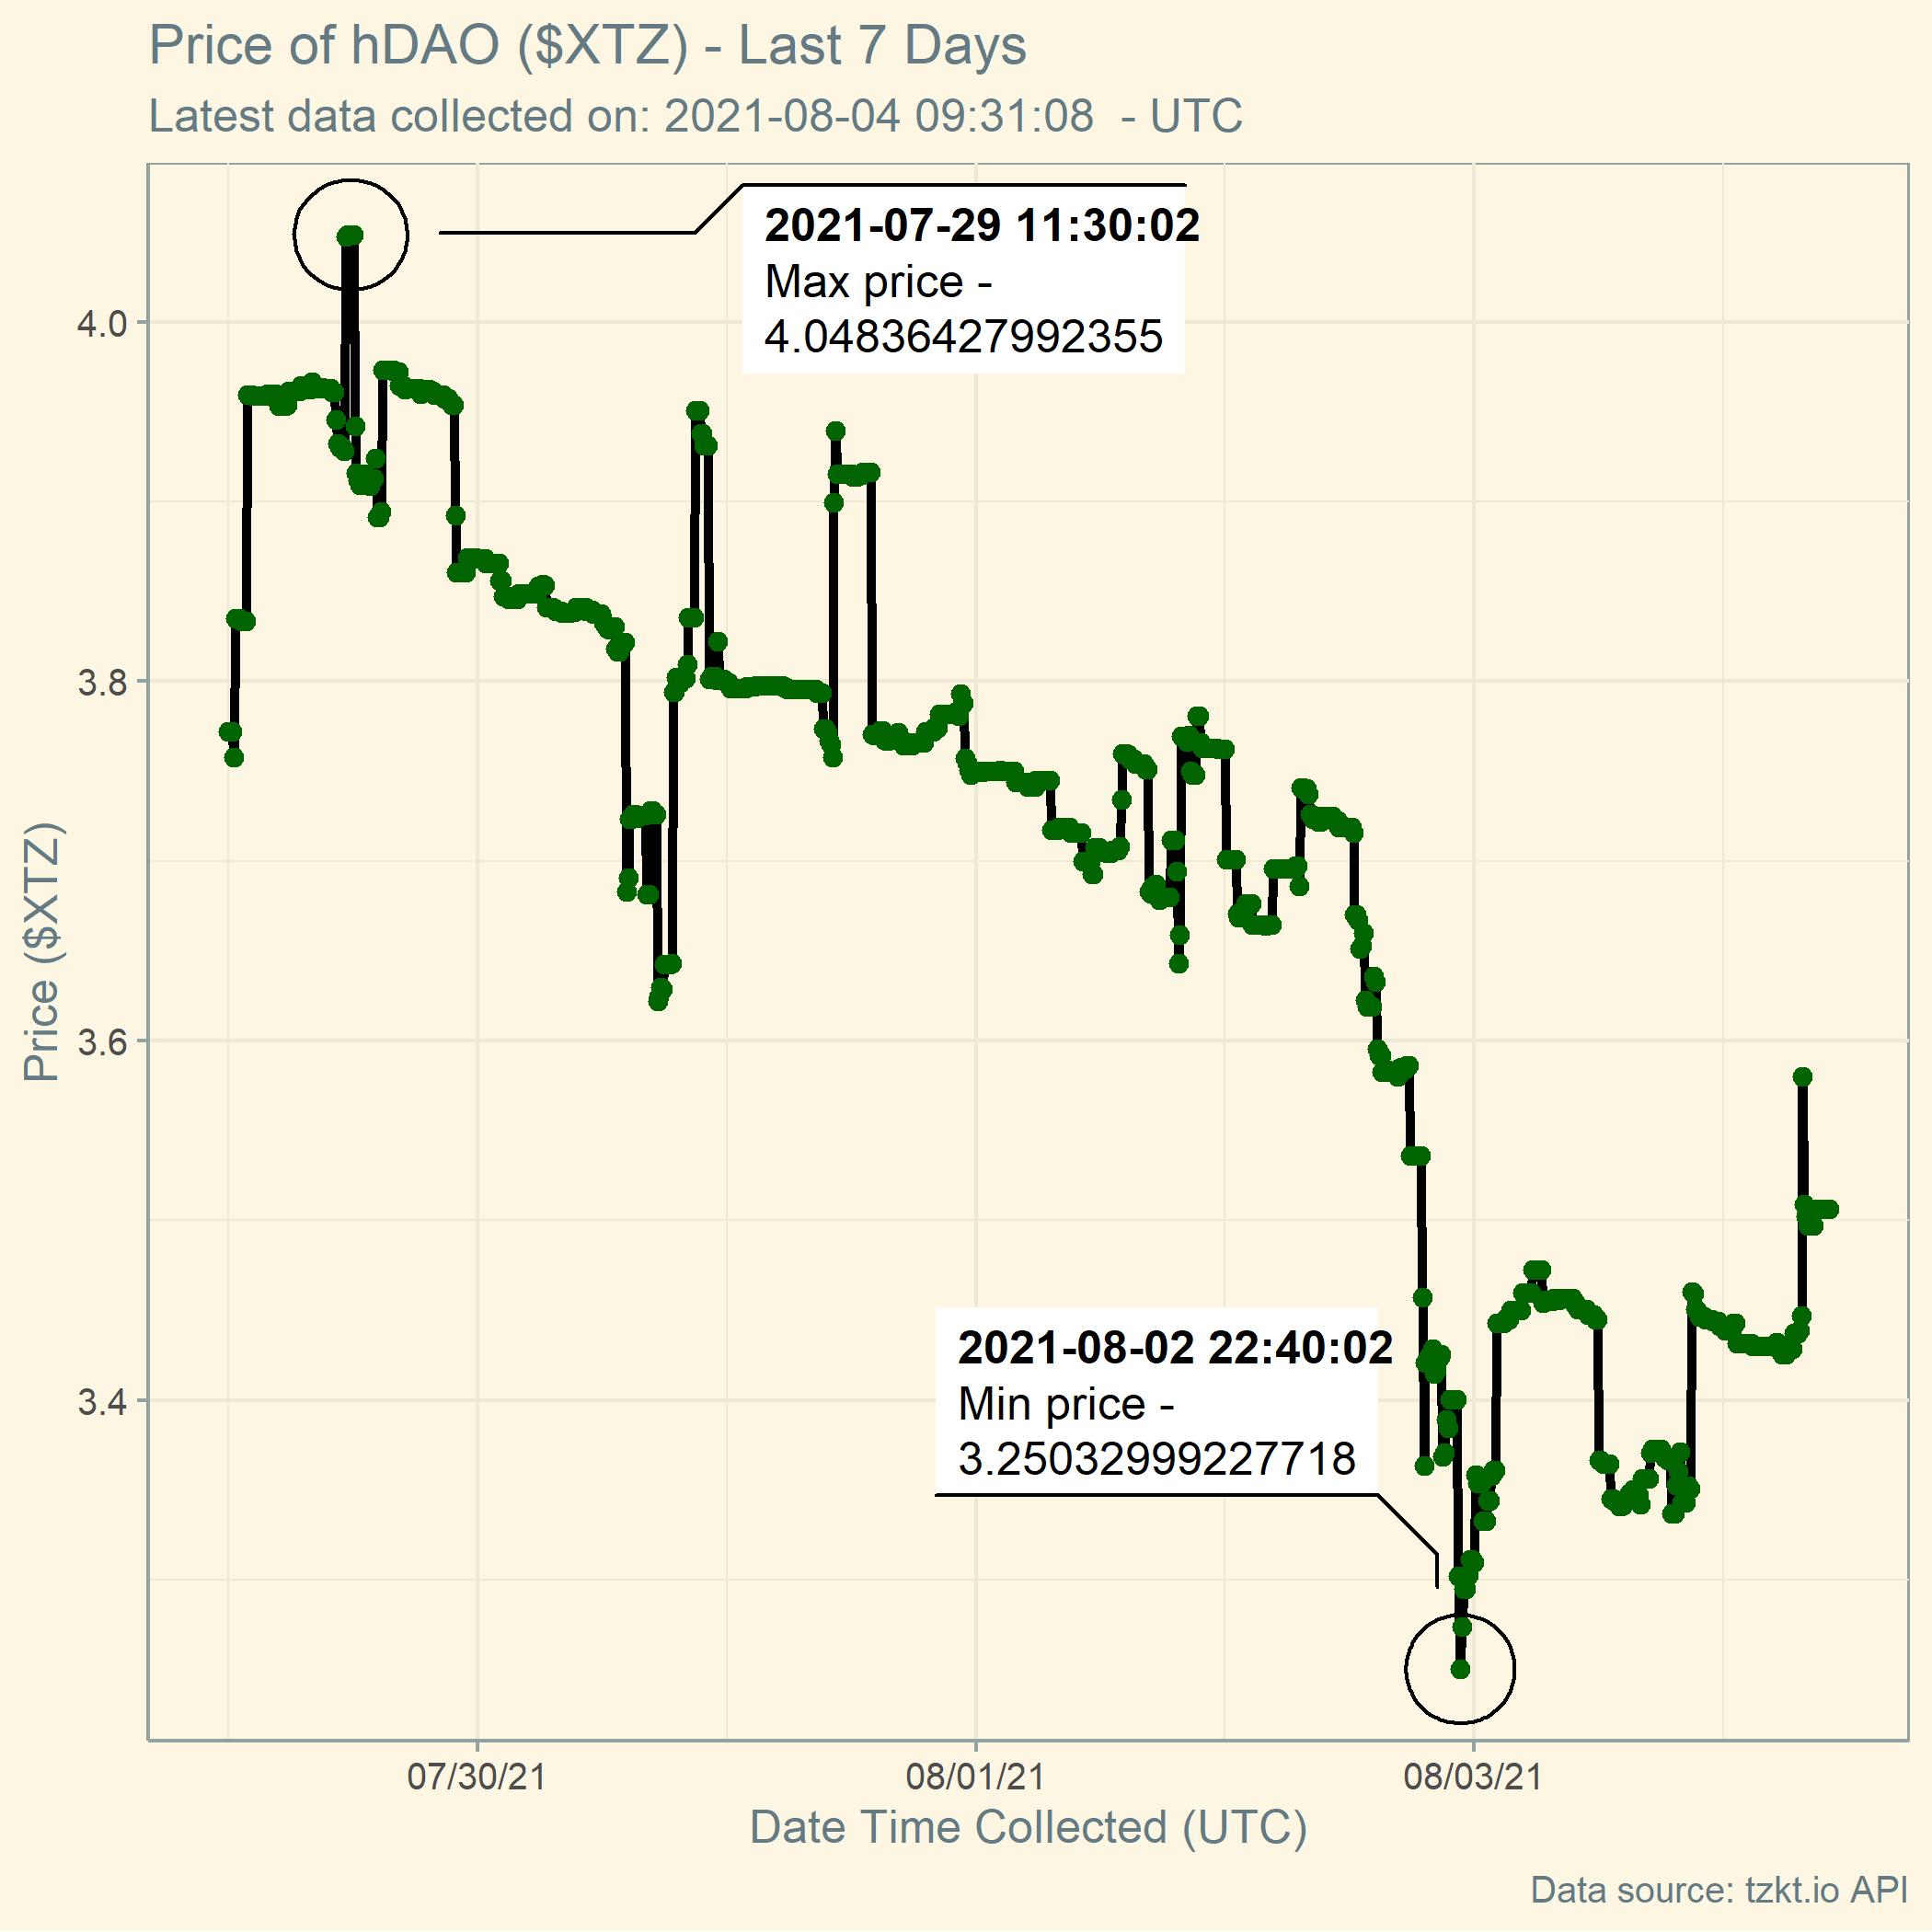 Price of hDAO ($XTZ) - Last 7 Days
Latest data collected on: 2021-08-04 09:31:08  - UTC
2021-07-29 11:30:02
Max price -
4.04836427992355
4.0
3.8
3.6
3.4
Price ($XTZ)
2021-08-02 22:40:02
Min price -
3.25032999227718
07/30/21
08/01/21
08/03/21
Date Time Collected (UTC)
Data source: tzkt.io API